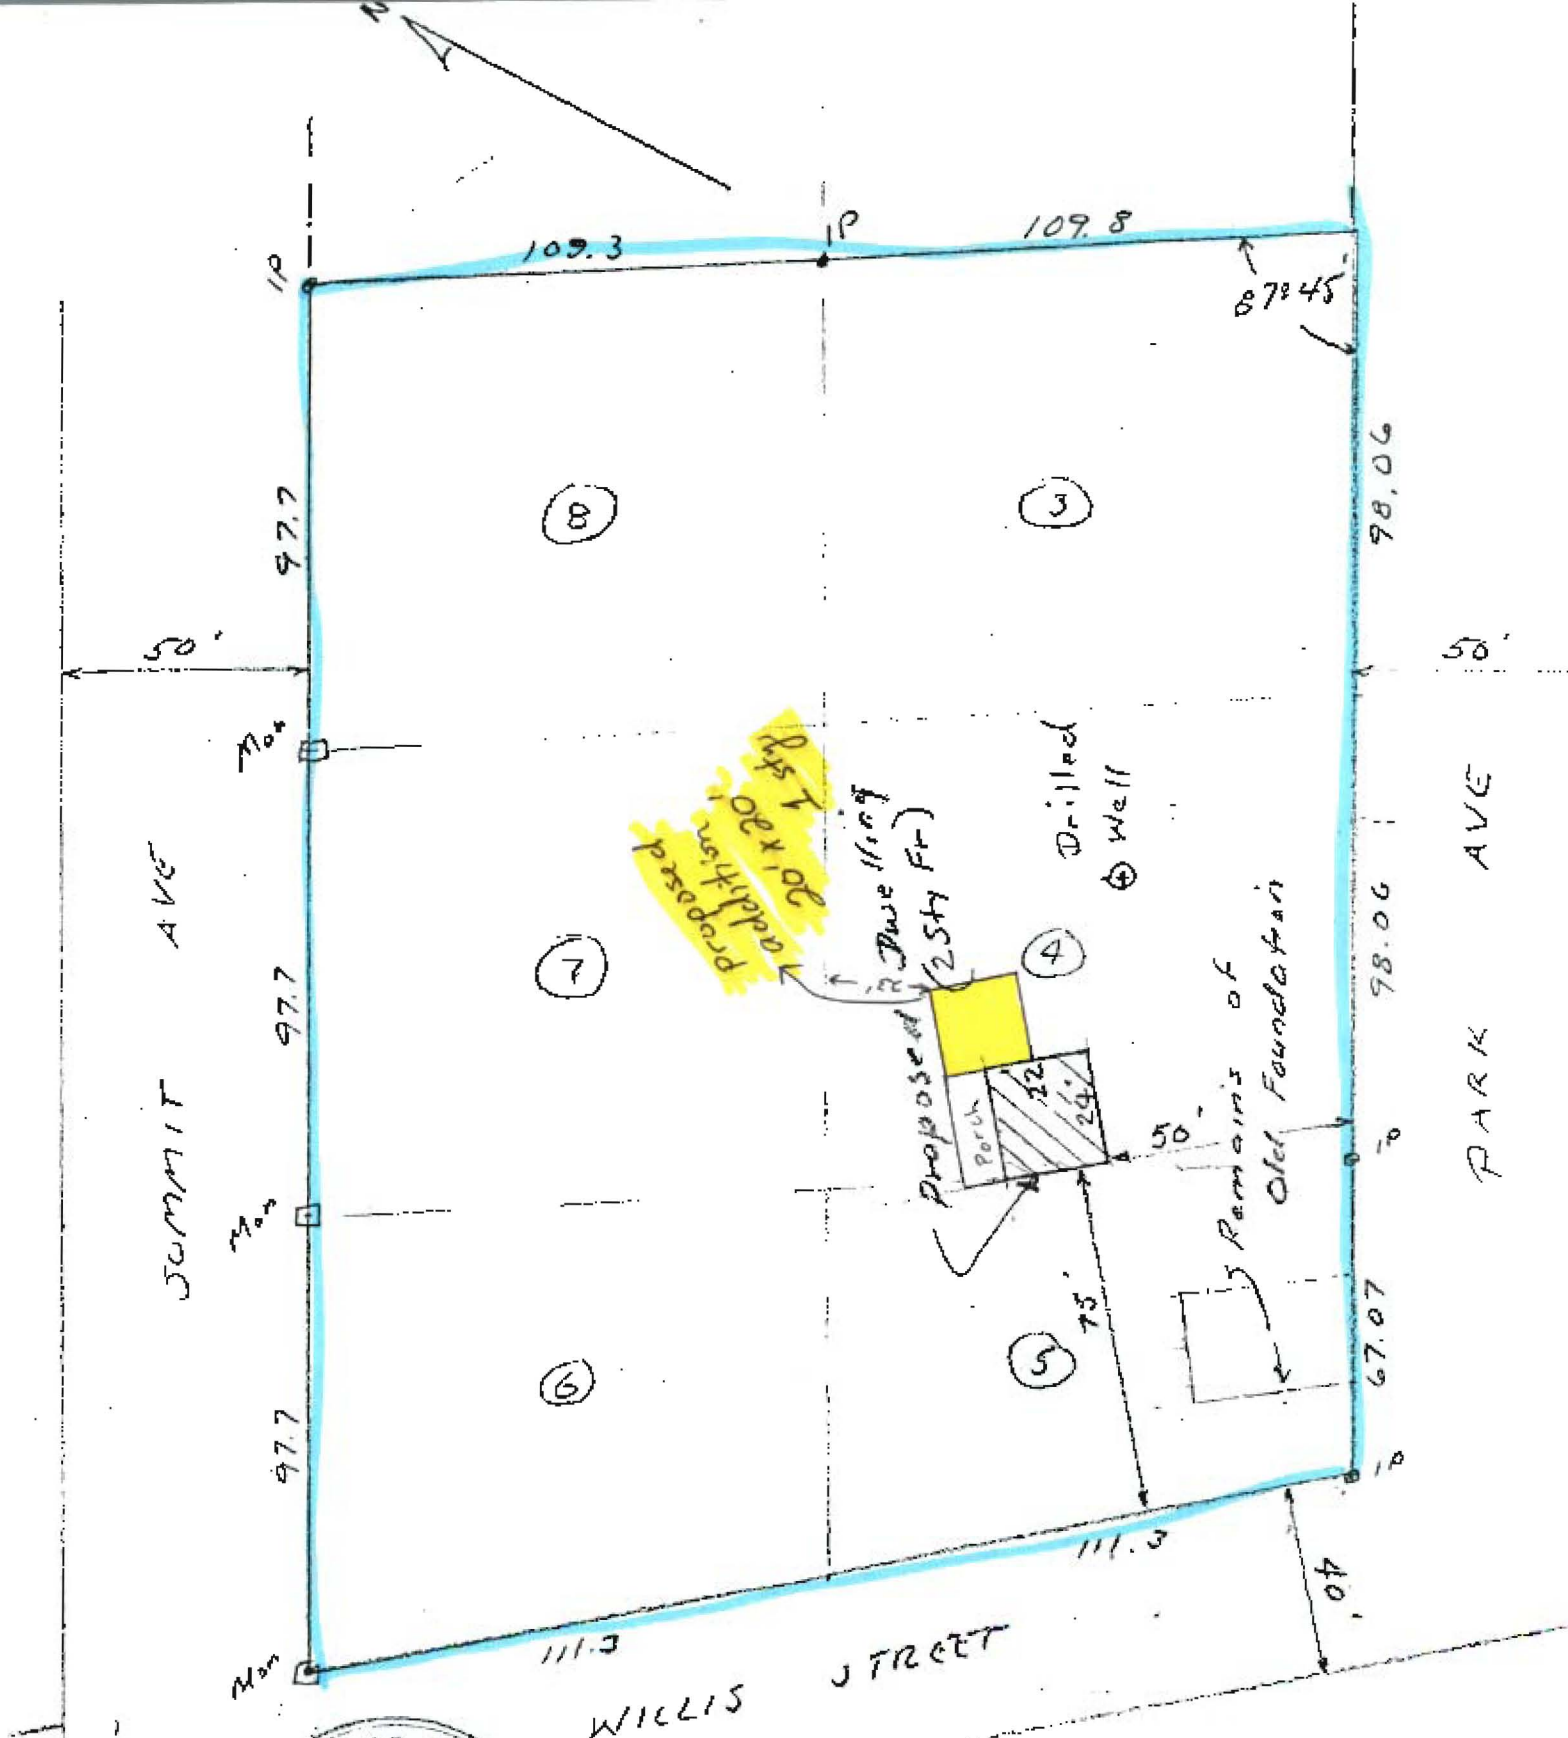 N
109.3
IP
109.8
IP
87°45'
97.7
8
3
98.06
50'
50'
Mon
SUMMIT AVE
PARK AVE
proposed
addition
20' x 20'
1 sty
Proposed Dwelling
(2 Sty Fr)
Drilled
Well
7
4
22'
97.7
98.06
Porch
22
24'
50'
IP
Remains of
Old Foundation
Mon
75'
67.07
6
5
97.7
IP
111.3
111.3
40'
Mon
WILLIS STREET